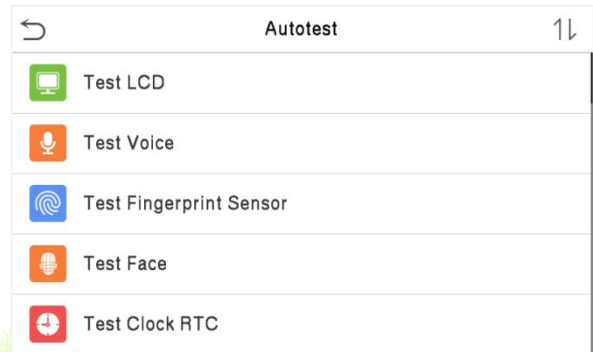 Autotest
Test LCD
Test Voice
Test Fingerprint Sensor
Test Face
Test Clock RTC